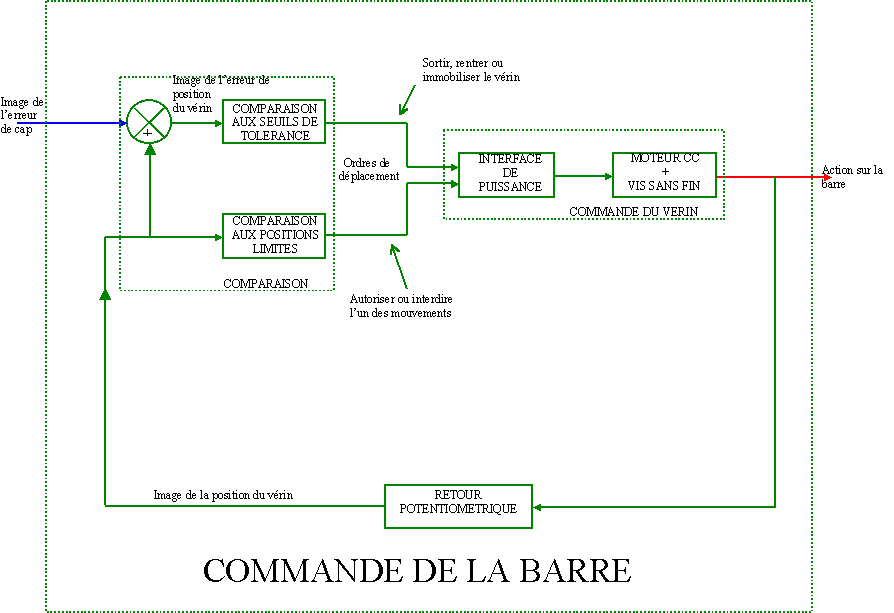 Sortir, rentrer ou
immobiliser le vérin
Image de l'erreur de
position
du vérin
Image de
l'erreur
de cap
+
COMPARAISON
AUX SEUILS DE
TOLERANCE
Ordres de
déplacement
INTERFACE
DE
PUISSANCE
MOTEUR CC
+
VIS SANS FIN
Action sur la
barre
COMMANDE DU VERIN
COMPARAISON
AUX POSITIONS
LIMITES
COMPARAISON
Autoriser ou interdire
l'un des mouvements
Image de la position du vérin
RETOUR
POTENTIOMETRIQUE
COMMANDE DE LA BARRE